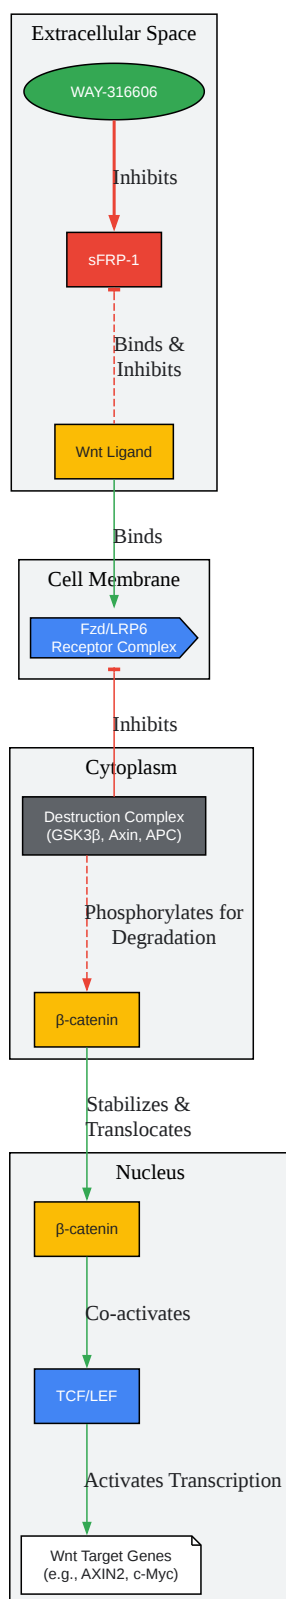 Extracellular Space
WAY-316606
Inhibits
sFRP-1
Binds &
Inhibits
Wnt Ligand
Binds
Cell Membrane
Fzd/LRP6
Receptor Complex
Inhibits
Cytoplasm
Destruction Complex
(GSK3β, Axin, APC)
Phosphorylates for
Degradation
β-catenin
Stabilizes &
Translocates
Nucleus
β-catenin
Co-activates
TCF/LEF
Activates Transcription
Wnt Target Genes
(e.g., AXIN2, c-Myc)